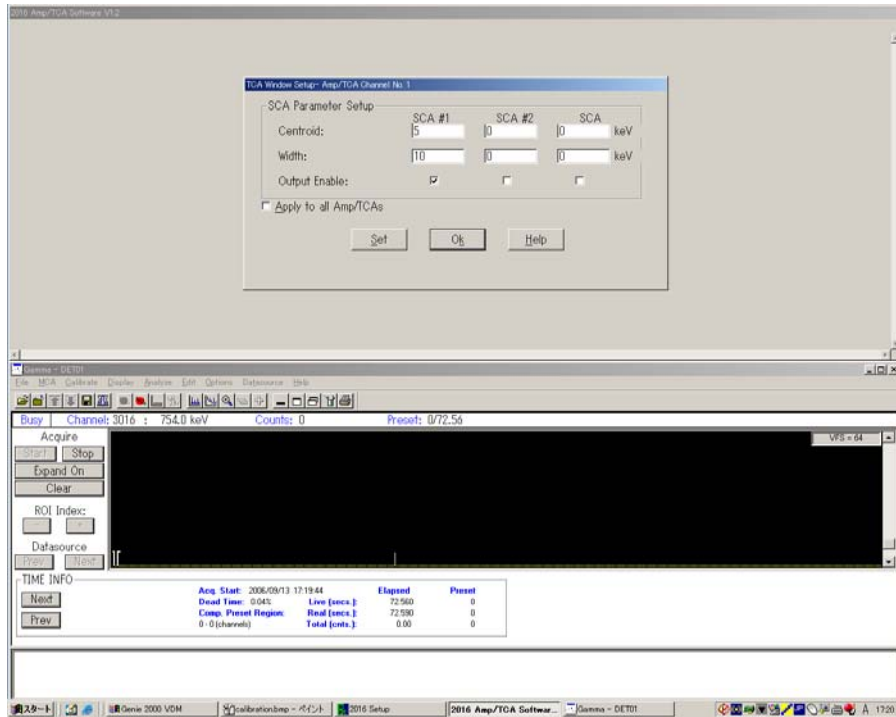 2016 Amp/TCA Software V1.2
TCA Window Setup- Amp/TCA Channel No. 1
SCA Parameter Setup
SCA #1 SCA #2 SCA
Centroid: 5 0 0 keV
Width: 10 0 0 keV
Output Enable:
Apply to all Amp/TCAs
Set Ok Help
Gamma - DET01
File MCA Calibrate Display Analyze Edit Options Datasource Help
Busy Channel: 3016 : 754.0 keV Counts: 0 Preset: 0/72.56
Acquire
Start Stop
Expand On
Clear
ROI Index:
- +
Datasource
Prev Next
VFS = 64
TIME INFO
Next
Prev
Acq. Start: 2006/09/13 17:19:44 Elapsed Preset
Dead Time: 0.04% Live (secs.): 72.560 0
Comp. Preset Region: Real (secs.): 72.590 0
0 - 0 (channels) Total (cnts.): 0.00 0
スタート Genie 2000 VDM calibration.bmp - ペイント 2016 Setup 2016 Amp/TCA Softwar... Gamma - DET01 A 17:20